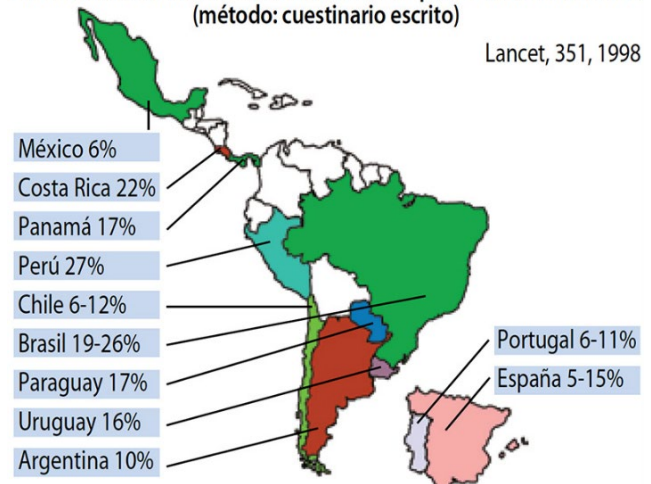 (método: cuestinario escrito)
Lancet, 351, 1998
México 6%
Costa Rica 22%
Panamá 17%
Perú 27%
Chile 6-12%
Brasil 19-26%
Paraguay 17%
Uruguay 16%
Argentina 10%
Portugal 6-11%
España 5-15%